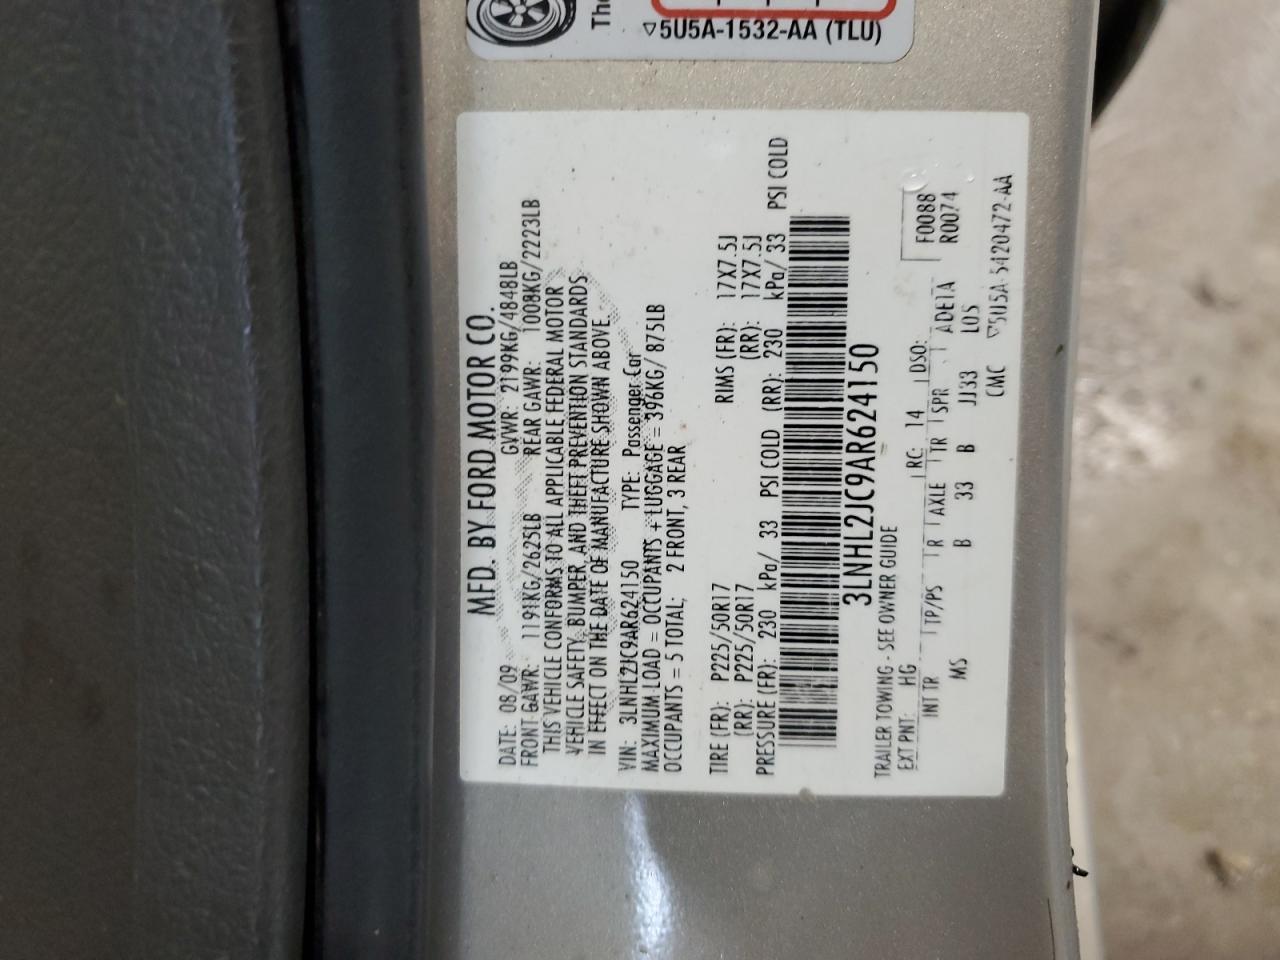 The
▽5U5A-1532-AA (TLU)
MFD. BY FORD MOTOR CO.
DATE: 08/09 GVWR: 2199KG/4848LB
FRONT GAWR: 1191KG/2625LB REAR GAWR: 1008KG/2223LB
THIS VEHICLE CONFORMS TO ALL APPLICABLE FEDERAL MOTOR
VEHICLE SAFETY, BUMPER, AND THEFT PREVENTION STANDARDS
IN EFFECT ON THE DATE OF MANUFACTURE SHOWN ABOVE.
VIN: 3LNHL2JC9AR624150 TYPE: Passenger Car
MAXIMUM LOAD = OCCUPANTS + LUGGAGE = 396KG/ 875LB
OCCUPANTS = 5 TOTAL; 2 FRONT, 3 REAR
TIRE (FR): P225/50R17 RIMS (FR): 17X7.5J
(RR): P225/50R17 (RR): 17X7.5J
PRESSURE (FR): 230 kPa/ 33 PSI COLD (RR): 230 kPa/ 33 PSI COLD
3LNHL2JC9AR624150
TRAILER TOWING - SEE OWNER GUIDE
EXT PNT: HG RC: 14 DSO: F0088
INT TR TP/PS R AXLE TR SPR ADE1A R0074
MS B 33 B JJ33 L05
CMC ▽5U5A-5420472-AA